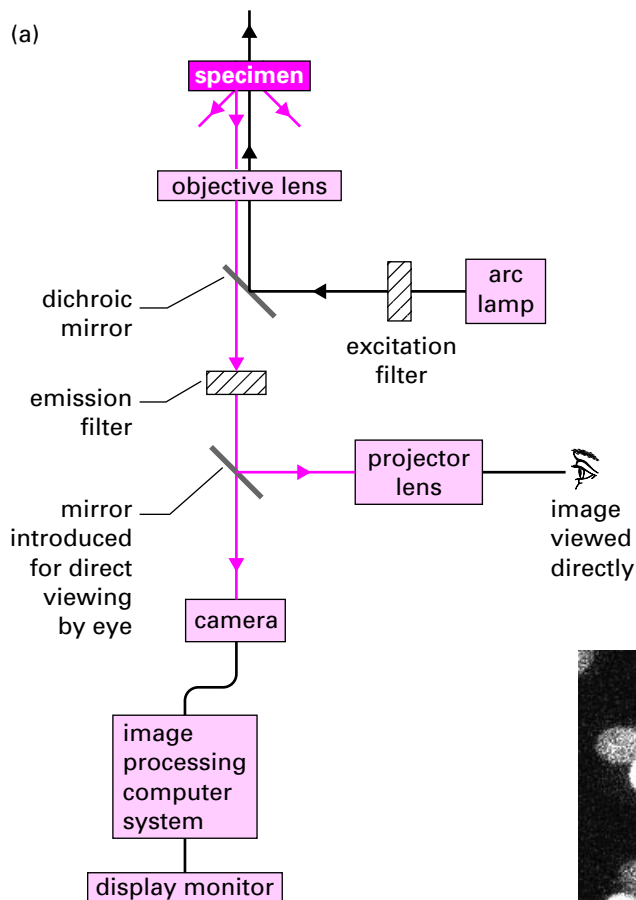 (a)
specimen
objective lens
dichroic
mirror
excitation
filter
arc
lamp
emission
filter
projector
lens
mirror
introduced
for direct
viewing
by eye
image
viewed
directly
camera
image
processing
computer
system
display monitor